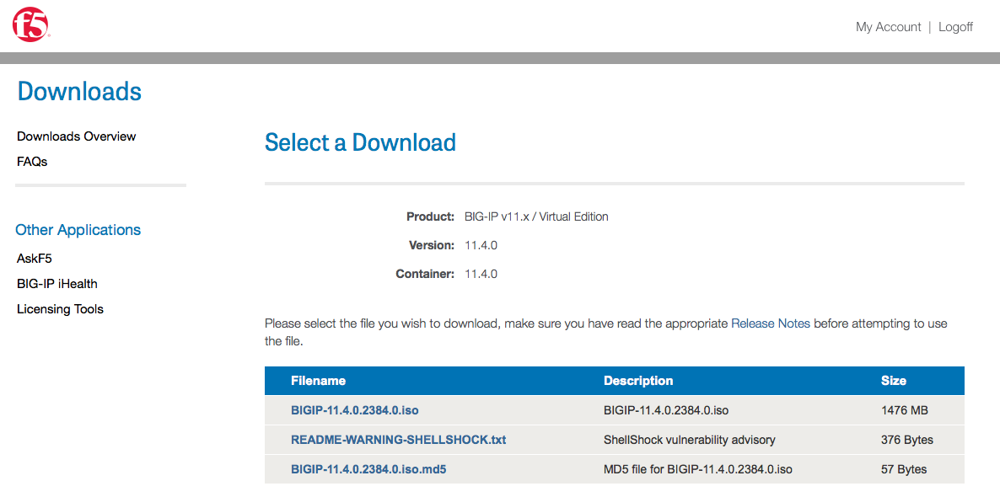 f5
My Account | Logoff
Downloads
Downloads Overview
FAQs
Other Applications
AskF5
BIG-IP iHealth
Licensing Tools
Select a Download
Product: BIG-IP v11.x / Virtual Edition
Version: 11.4.0
Container: 11.4.0
Please select the file you wish to download, make sure you have read the appropriate Release Notes before attempting to use
the file.
Filename Description Size
BIGIP-11.4.0.2384.0.iso BIGIP-11.4.0.2384.0.iso 1476 MB
README-WARNING-SHELLSHOCK.txt ShellShock vulnerability advisory 376 Bytes
BIGIP-11.4.0.2384.0.iso.md5 MD5 file for BIGIP-11.4.0.2384.0.iso 57 Bytes